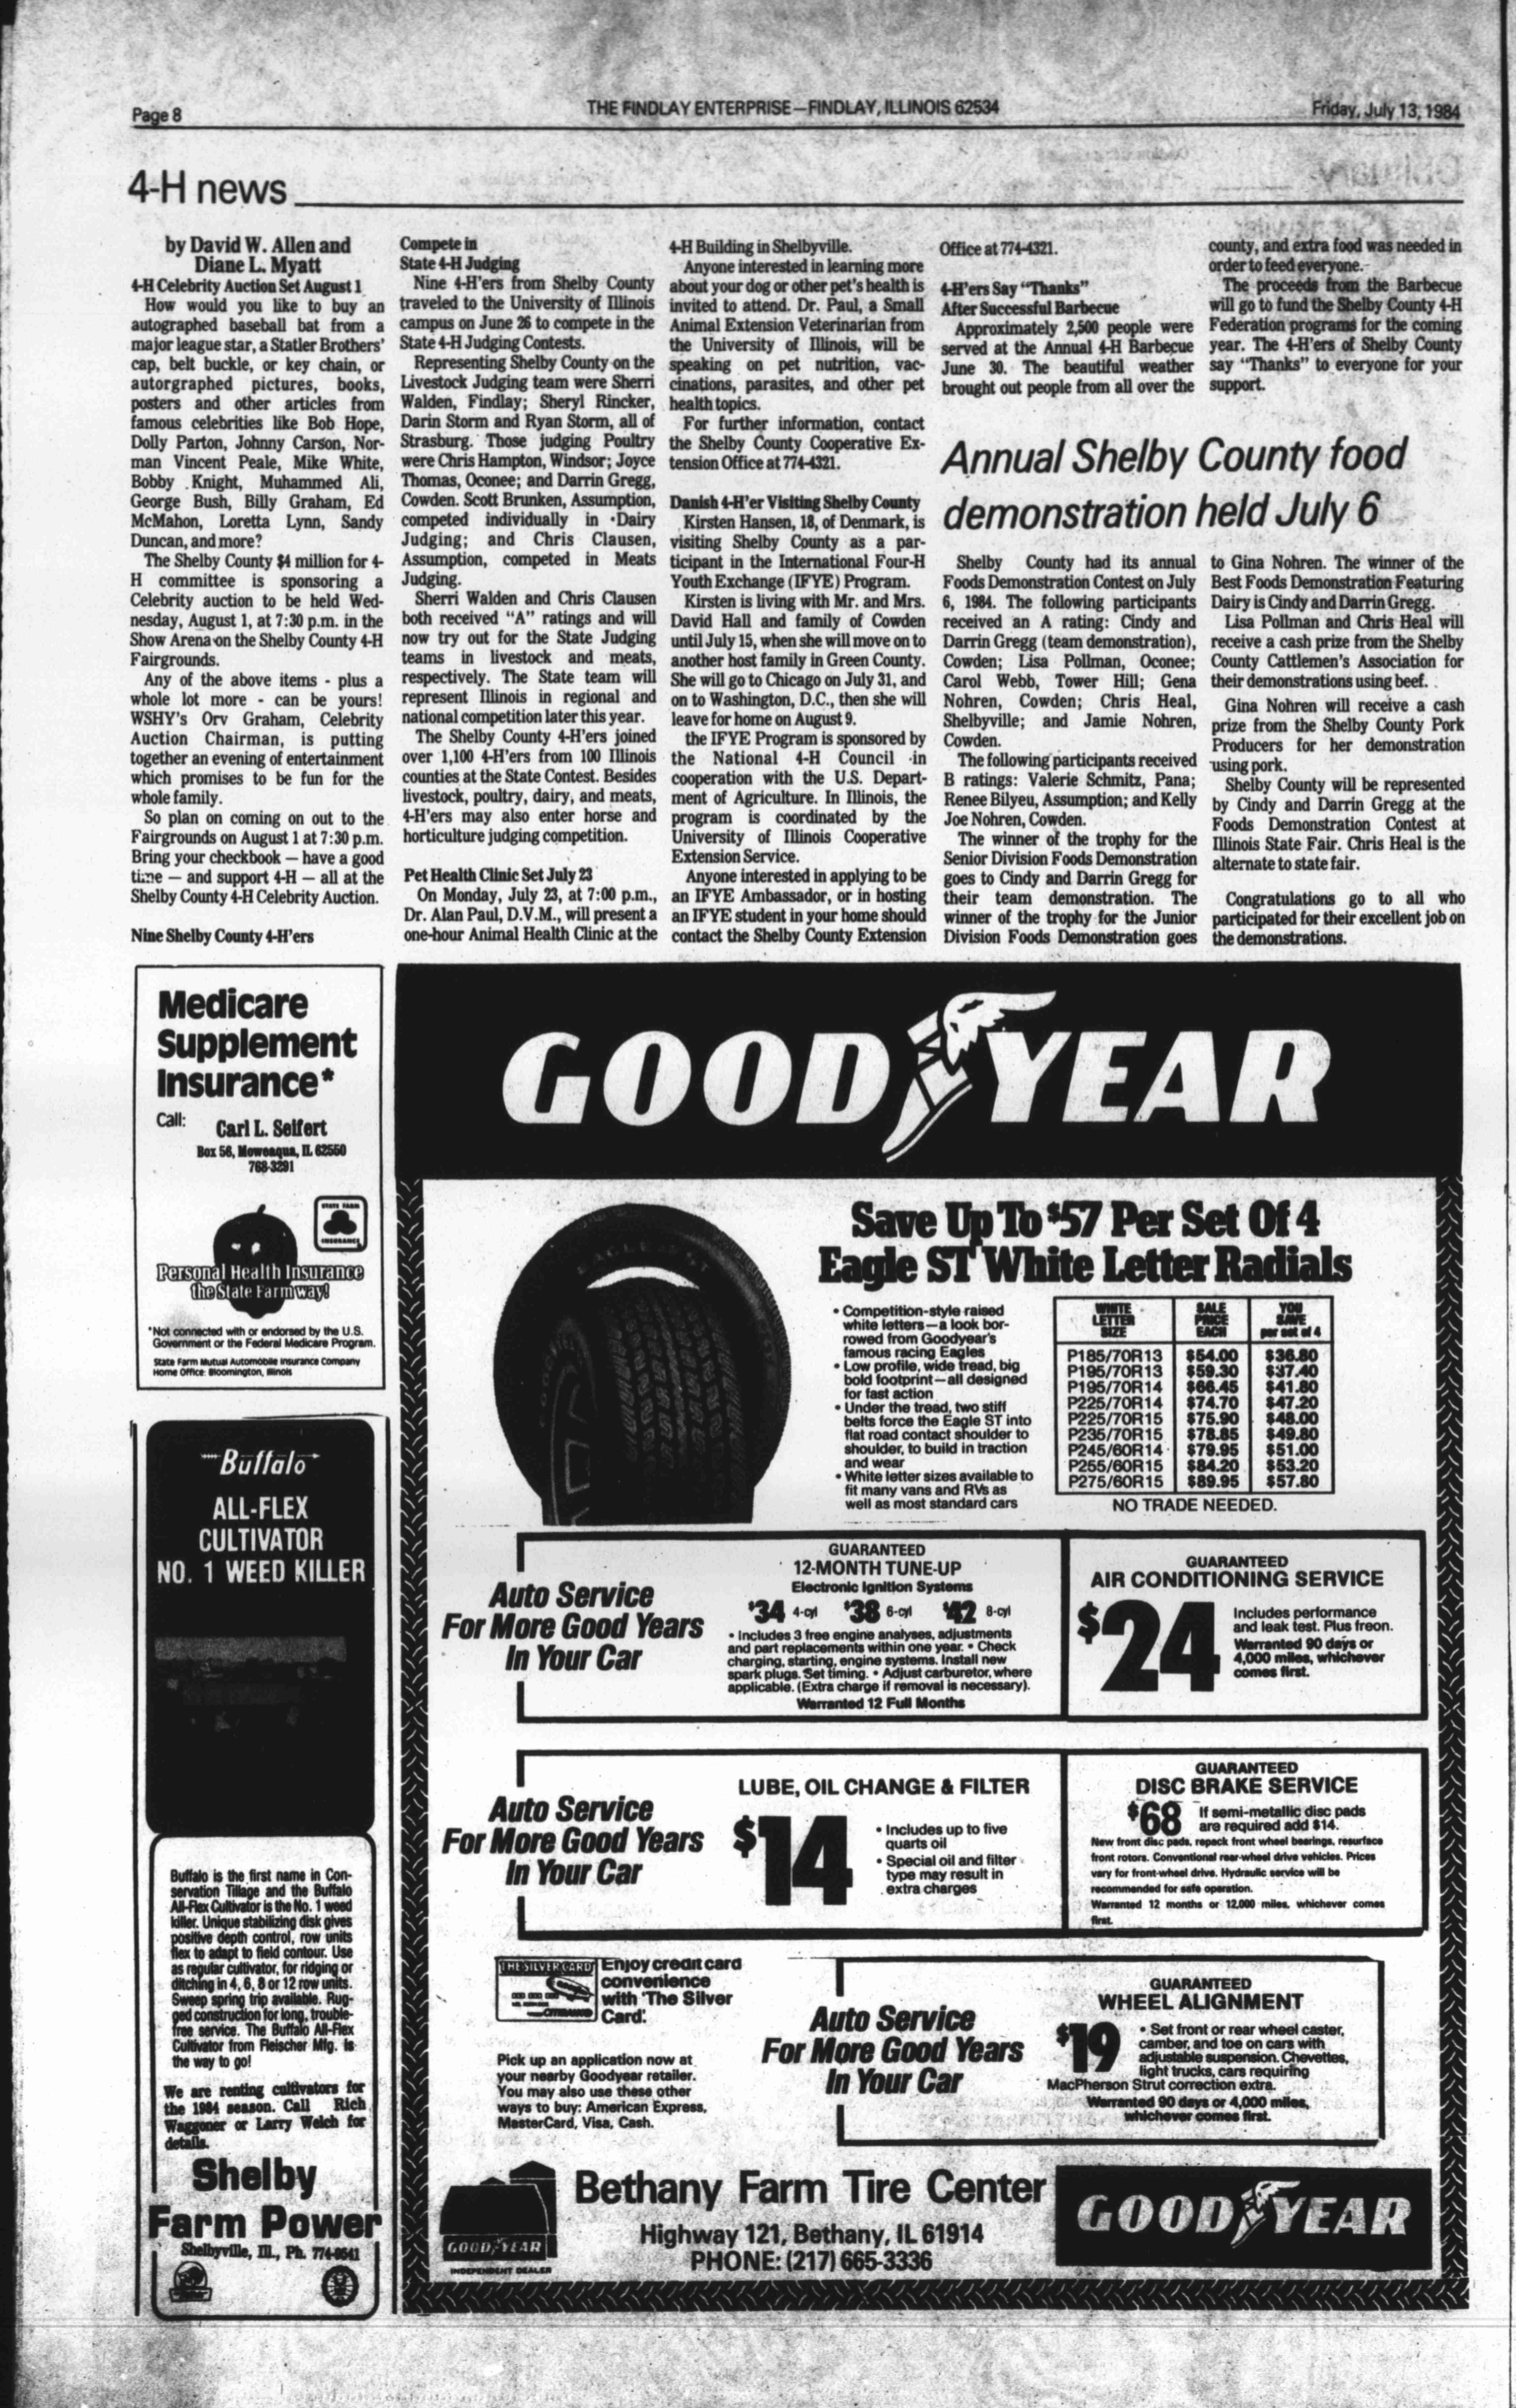 Page 8
THE FINDLAY ENTERPRISE—FINDLAY, ILLINOIS 62534
Friday, July 13, 1984
4-H news
by David W. Allen and
Diane L. Myatt
4-H Celebrity Auction Set August 1
How would you like to buy an
autographed baseball bat from a
major league star, a Statler Brothers'
cap, belt buckle, or key chain, or
autorgraphed pictures, books,
posters and other articles from
famous celebrities like Bob Hope,
Dolly Parton, Johnny Carson, Nor-
man Vincent Peale, Mike White,
Bobby Knight, Muhammed Ali,
George Bush, Billy Graham, Ed
McMahon, Loretta Lynn, Sandy
Duncan, and more?
The Shelby County $4 million for 4-
H committee is sponsoring a
Celebrity auction to be held Wed-
nesday, August 1, at 7:30 p.m. in the
Show Arena on the Shelby County 4-H
Fairgrounds.
Any of the above items - plus a
whole lot more - can be yours!
WSHY's Orv Graham, Celebrity
Auction Chairman, is putting
together an evening of entertainment
which promises to be fun for the
whole family.
So plan on coming on out to the
Fairgrounds on August 1 at 7:30 p.m.
Bring your checkbook — have a good
time — and support 4-H — all at the
Shelby County 4-H Celebrity Auction.
Nine Shelby County 4-H'ers
Compete in
State 4-H Judging
Nine 4-H'ers from Shelby County
traveled to the University of Illinois
campus on June 26 to compete in the
State 4-H Judging Contests.
Representing Shelby County on the
Livestock Judging team were Sherri
Walden, Findlay; Sheryl Rincker,
Darin Storm and Ryan Storm, all of
Strasburg. Those judging Poultry
were Chris Hampton, Windsor; Joyce
Thomas, Oconee; and Darrin Gregg,
Cowden. Scott Brunken, Assumption,
competed individually in Dairy
Judging; and Chris Clausen,
Assumption, competed in Meats
Judging.
Sherri Walden and Chris Clausen
both received "A" ratings and will
now try out for the State Judging
teams in livestock and meats,
respectively. The State team will
represent Illinois in regional and
national competition later this year.
The Shelby County 4-H'ers joined
over 1,100 4-H'ers from 100 Illinois
counties at the State Contest. Besides
livestock, poultry, dairy, and meats,
4-H'ers may also enter horse and
horticulture judging competition.
Pet Health Clinic Set July 23
On Monday, July 23, at 7:00 p.m.,
Dr. Alan Paul, D.V.M., will present a
one-hour Animal Health Clinic at the
4-H Building in Shelbyville.
Anyone interested in learning more
about your dog or other pet's health is
invited to attend. Dr. Paul, a Small
Animal Extension Veterinarian from
the University of Illinois, will be
speaking on pet nutrition, vac-
cinations, parasites, and other pet
health topics.
For further information, contact
the Shelby County Cooperative Ex-
tension Office at 774-4321.
Danish 4-H'er Visiting Shelby County
Kirsten Hansen, 18, of Denmark, is
visiting Shelby County as a par-
ticipant in the International Four-H
Youth Exchange (IFYE) Program.
Kirsten is living with Mr. and Mrs.
David Hall and family of Cowden
until July 15, when she will move on to
another host family in Green County.
She will go to Chicago on July 31, and
on to Washington, D.C., then she will
leave for home on August 9.
the IFYE Program is sponsored by
the National 4-H Council in
cooperation with the U.S. Depart-
ment of Agriculture. In Illinois, the
program is coordinated by the
University of Illinois Cooperative
Extension Service.
Anyone interested in applying to be
an IFYE Ambassador, or in hosting
an IFYE student in your home should
contact the Shelby County Extension
Office at 774-4321.
4-H'ers Say "Thanks"
After Successful Barbecue
Approximately 2,500 people were
served at the Annual 4-H Barbecue
June 30. The beautiful weather
brought out people from all over the
county, and extra food was needed in
order to feed everyone.
The proceeds from the Barbecue
will go to fund the Shelby County 4-H
Federation programs for the coming
year. The 4-H'ers of Shelby County
say "Thanks" to everyone for your
support.
Annual Shelby County food
demonstration held July 6
Shelby County had its annual
Foods Demonstration Contest on July
6, 1984. The following participants
received an A rating: Cindy and
Darrin Gregg (team demonstration),
Cowden; Lisa Pollman, Oconee;
Carol Webb, Tower Hill; Gena
Nohren, Cowden; Chris Heal,
Shelbyville; and Jamie Nohren,
Cowden.
The following participants received
B ratings: Valerie Schmitz, Pana;
Renee Bilyeu, Assumption; and Kelly
Joe Nohren, Cowden.
The winner of the trophy for the
Senior Division Foods Demonstration
goes to Cindy and Darrin Gregg for
their team demonstration. The
winner of the trophy for the Junior
Division Foods Demonstration goes
to Gina Nohren. The winner of the
Best Foods Demonstration Featuring
Dairy is Cindy and Darrin Gregg.
Lisa Pollman and Chris Heal will
receive a cash prize from the Shelby
County Cattlemen's Association for
their demonstrations using beef.
Gina Nohren will receive a cash
prize from the Shelby County Pork
Producers for her demonstration
using pork.
Shelby County will be represented
by Cindy and Darrin Gregg at the
Foods Demonstration Contest at
Illinois State Fair. Chris Heal is the
alternate to state fair.
Congratulations go to all who
participated for their excellent job on
the demonstrations.
Medicare
Supplement
Insurance*
Call:
Carl L. Seifert
Box 56, Moweaqua, IL 62550
768-3291
STATE FARM
INSURANCE
Personal Health Insurance
the State Farm way!
*Not connected with or endorsed by the U.S.
Government or the Federal Medicare Program.
State Farm Mutual Automobile Insurance Company
Home Office: Bloomington, Illinois
Buffalo
ALL-FLEX
CULTIVATOR
NO. 1 WEED KILLER
Buffalo is the first name in Con-
servation Tillage and the Buffalo
All-Flex Cultivator is the No. 1 weed
killer. Unique stabilizing disk gives
positive depth control, row units
flex to adapt to field contour. Use
as regular cultivator, for ridging or
ditching in 4, 6, 8 or 12 row units.
Sweep spring trip available. Rug-
ged construction for long, trouble-
free service. The Buffalo All-Flex
Cultivator from Fleischer Mfg. is
the way to go!
We are renting cultivators for
the 1984 season. Call Rich
Waggoner or Larry Welch for
details.
Shelby
Farm Power
Shelbyville, Ill., Ph. 774-8541
GOODYEAR
Save Up To $57 Per Set Of 4
Eagle ST White Letter Radials
• Competition-style raised
white letters—a look bor-
rowed from Goodyear's
famous racing Eagles
• Low profile, wide tread, big
bold footprint—all designed
for fast action
• Under the tread, two stiff
belts force the Eagle ST into
flat road contact shoulder to
shoulder, to build in traction
and wear
• White letter sizes available to
fit many vans and RVs as
well as most standard cars
WHITE LETTER SIZE | SALE PRICE EACH | YOU SAVE per set of 4
P185/70R13 $54.00 $36.80
P195/70R13 $59.30 $37.40
P195/70R14 $66.45 $41.80
P225/70R14 $74.70 $47.20
P225/70R15 $75.90 $48.00
P235/70R15 $78.85 $49.80
P245/60R14 $79.95 $51.00
P255/60R15 $84.20 $53.20
P275/60R15 $89.95 $57.80
NO TRADE NEEDED.
Auto Service
For More Good Years
In Your Car
GUARANTEED
12-MONTH TUNE-UP
Electronic Ignition Systems
$34 4-cyl $38 6-cyl $42 8-cyl
• Includes 3 free engine analyses, adjustments
and part replacements within one year. • Check
charging, starting, engine systems. Install new
spark plugs. Set timing. • Adjust carburetor, where
applicable. (Extra charge if removal is necessary).
Warranted 12 Full Months
GUARANTEED
AIR CONDITIONING SERVICE
$24
Includes performance
and leak test. Plus freon.
Warranted 90 days or
4,000 miles, whichever
comes first.
Auto Service
For More Good Years
In Your Car
LUBE, OIL CHANGE & FILTER
$14
• Includes up to five
quarts oil
• Special oil and filter
type may result in
extra charges
GUARANTEED
DISC BRAKE SERVICE
$68 If semi-metallic disc pads
are required add $14.
New front disc pads, repack front wheel bearings, resurface
front rotors. Conventional rear-wheel drive vehicles. Prices
vary for front-wheel drive. Hydraulic service will be
recommended for safe operation.
Warranted 12 months or 12,000 miles, whichever comes
first.
THE SILVER CARD
CITIBANK
Enjoy credit card
convenience
with 'The Silver
Card'.
Pick up an application now at
your nearby Goodyear retailer.
You may also use these other
ways to buy: American Express,
MasterCard, Visa, Cash.
Auto Service
For More Good Years
In Your Car
GUARANTEED
WHEEL ALIGNMENT
$19
• Set front or rear wheel caster,
camber, and toe on cars with
adjustable suspension. Chevettes,
light trucks, cars requiring
MacPherson Strut correction extra.
Warranted 90 days or 4,000 miles,
whichever comes first.
GOODYEAR
INDEPENDENT DEALER
Bethany Farm Tire Center
Highway 121, Bethany, IL 61914
PHONE: (217) 665-3336
GOODYEAR